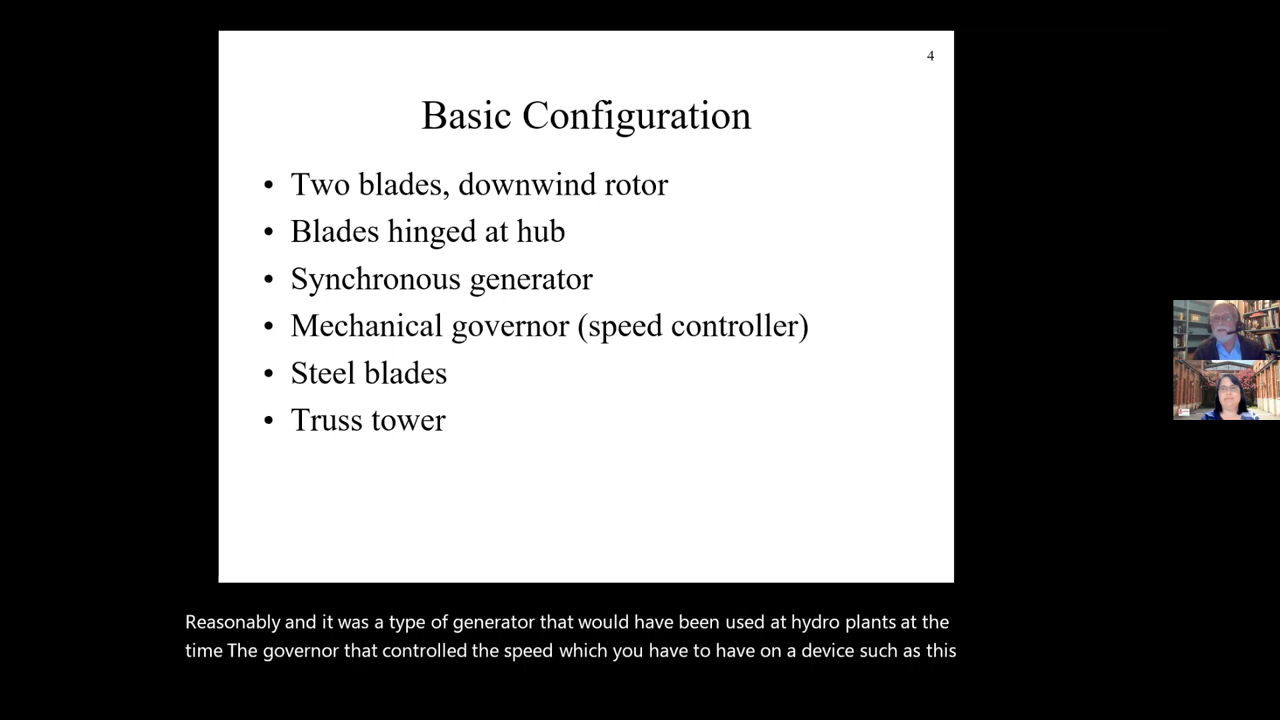 4
Basic Configuration
• Two blades, downwind rotor
• Blades hinged at hub
• Synchronous generator
• Mechanical governor (speed controller)
• Steel blades
• Truss tower
Reasonably and it was a type of generator that would have been used at hydro plants at the
time The governor that controlled the speed which you have to have on a device such as this